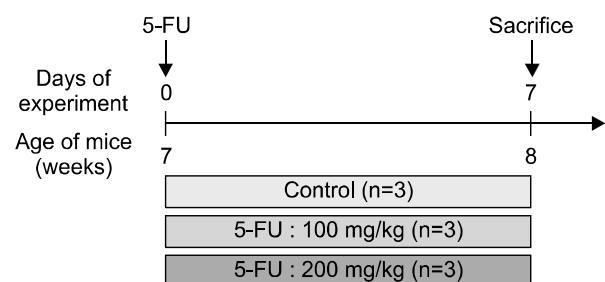 5-FU Sacrifice
Days of
experiment
0 7
Age of mice
(weeks)
7 8
Control (n=3)
5-FU : 100 mg/kg (n=3)
5-FU : 200 mg/kg (n=3)